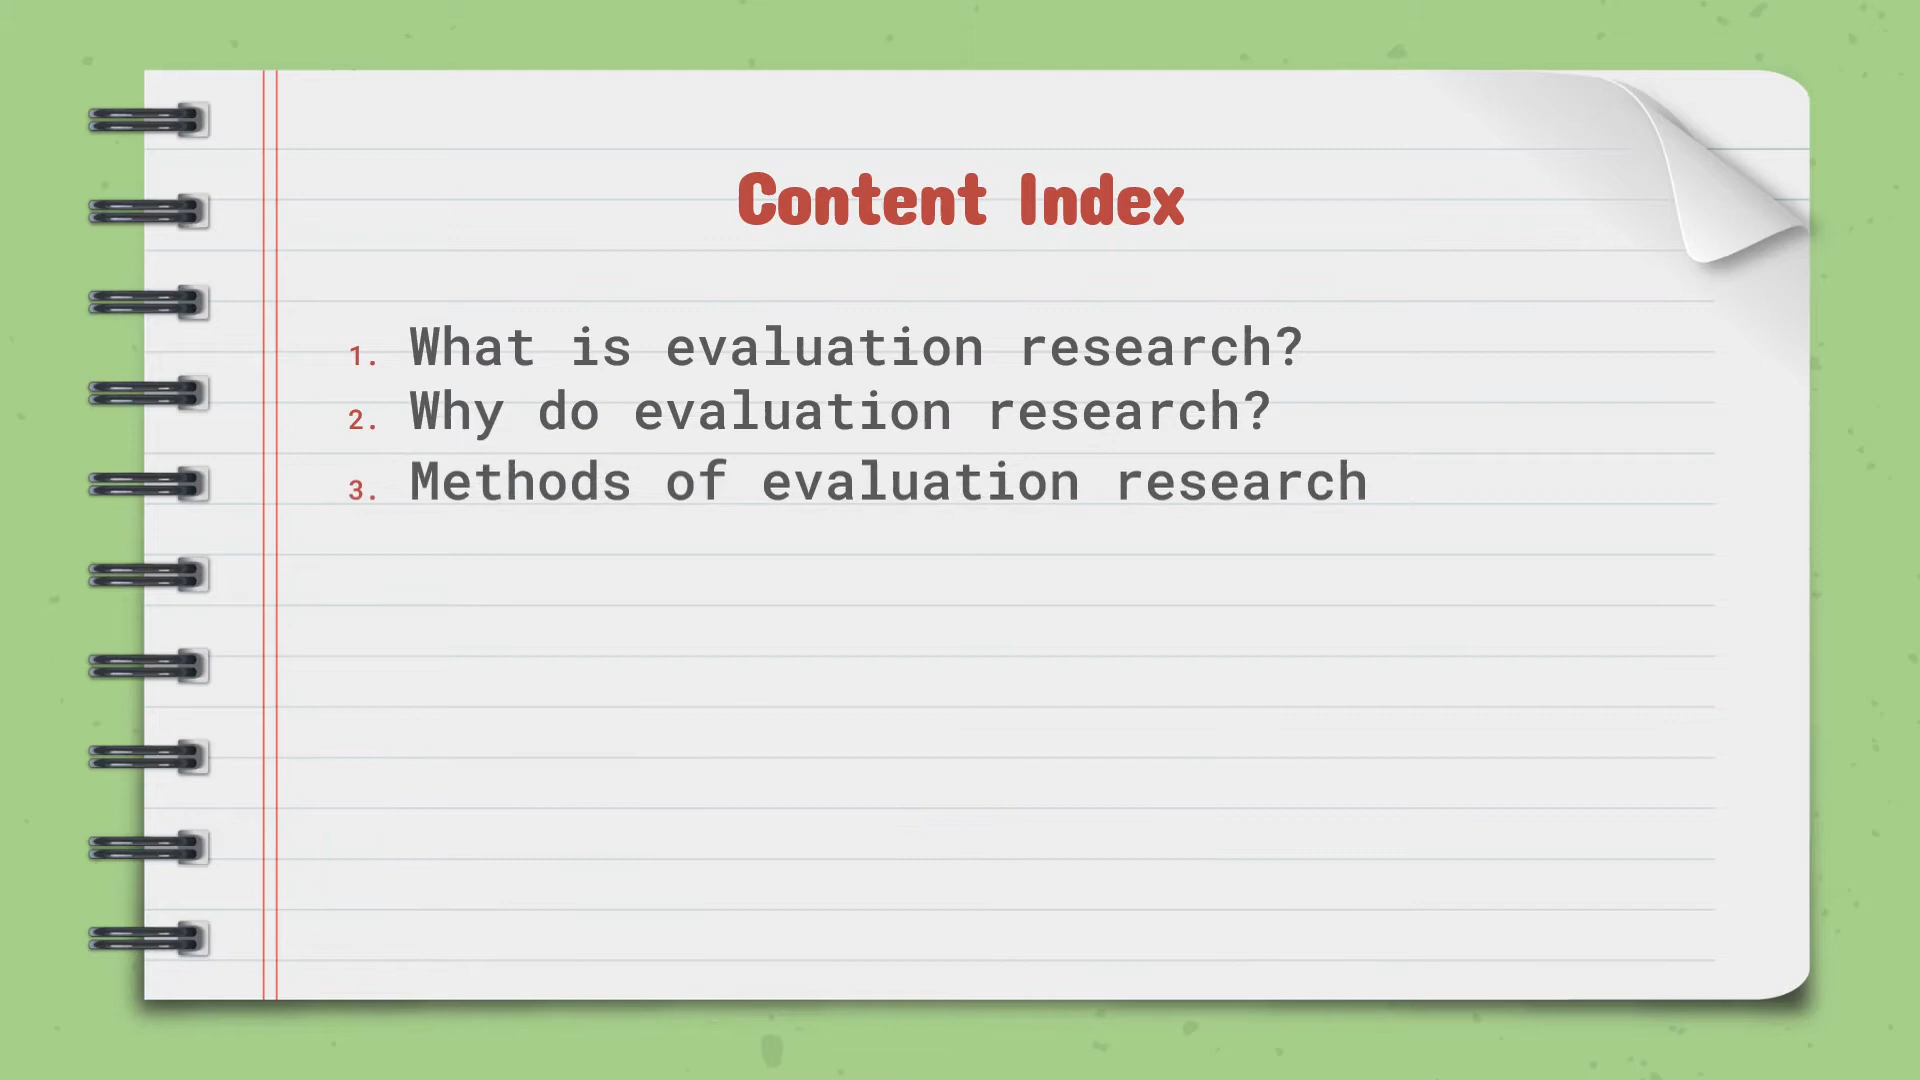 Content Index
1. What is evaluation research?
2. Why do evaluation research?
3. Methods of evaluation research